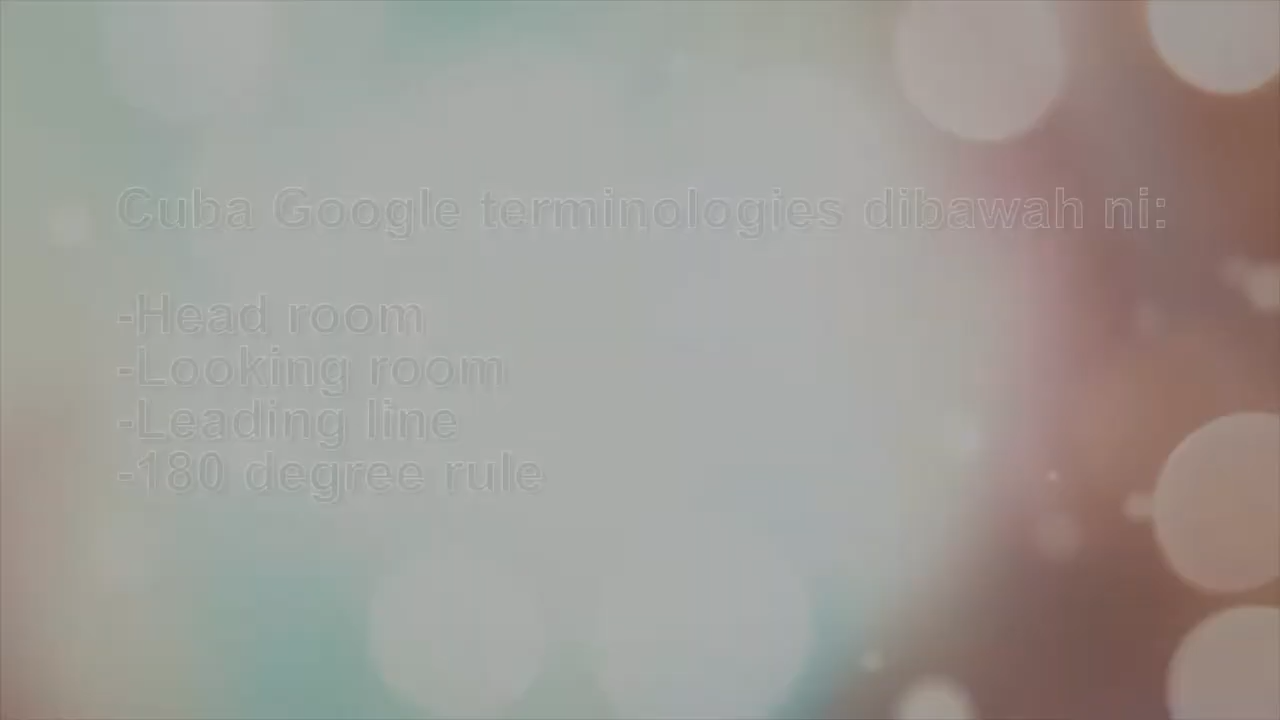 Cuba Google terminologies dibawah ni:
-Head room
-Looking room
-Leading line
-180 degree rule